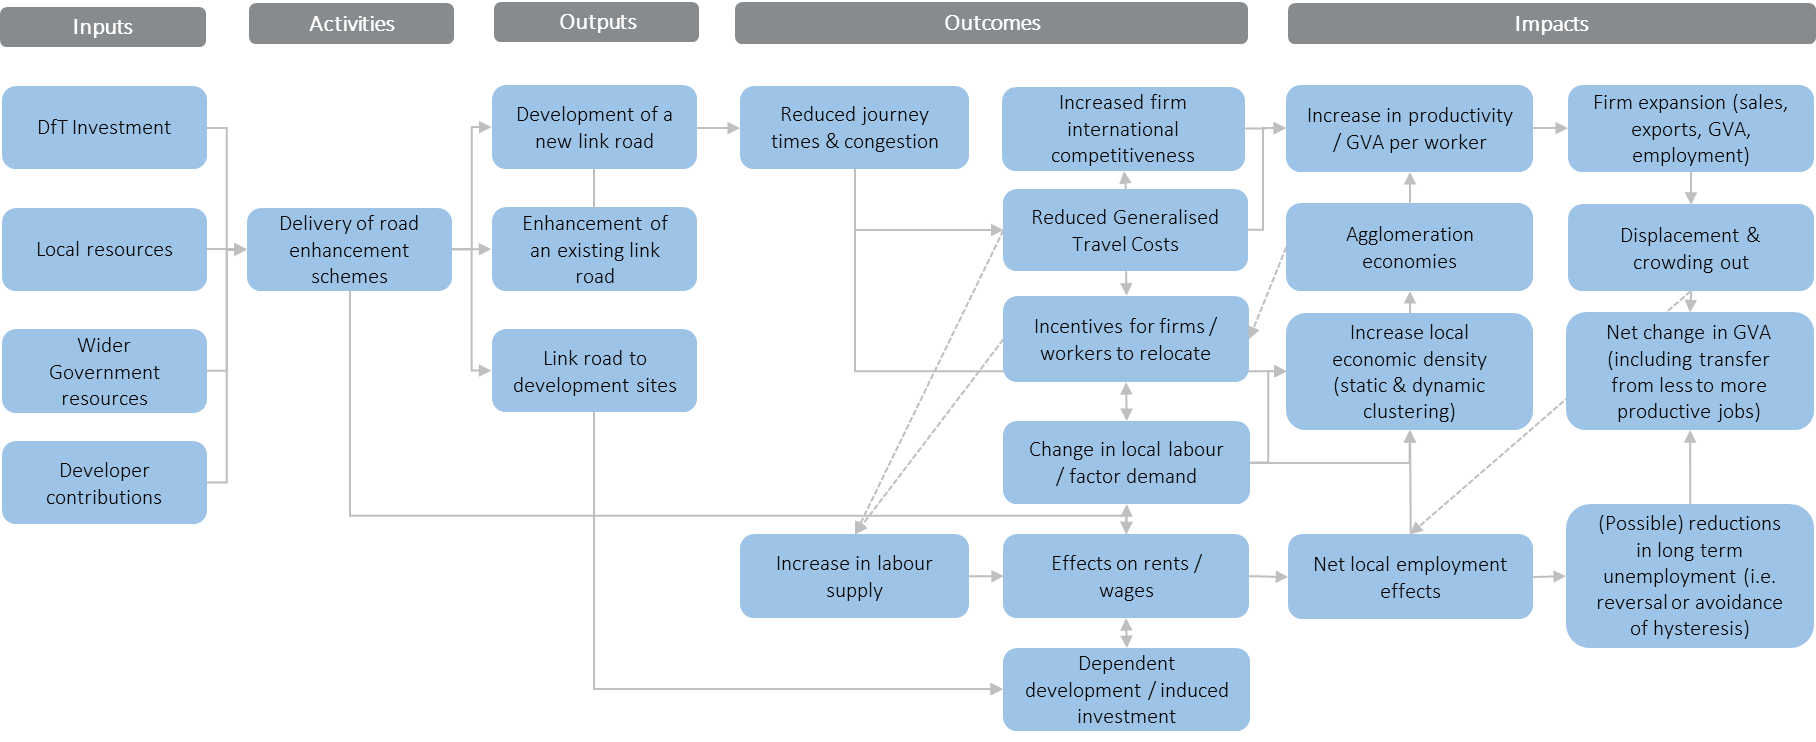 Inputs
Activities
Outputs
Outcomes
Impacts
DfT Investment
Local resources
Wider
Government
resources
Developer
contributions
Delivery of road
enhancement
schemes
Development of a
new link road
Enhancement of
an existing link
road
Link road to
development sites
Reduced journey
times & congestion
Increase in labour
supply
Increased firm
international
competitiveness
Reduced Generalised
Travel Costs
Incentives for firms /
workers to relocate
Change in local labour
/ factor demand
Effects on rents /
wages
Dependent
development / induced
investment
Increase in productivity
/ GVA per worker
Agglomeration
economies
Increase local
economic density
(static & dynamic
clustering)
Net local employment
effects
Firm expansion (sales,
exports, GVA,
employment)
Displacement &
crowding out
Net change in GVA
(including transfer
from less to more
productive jobs)
(Possible) reductions
in long term
unemployment (i.e.
reversal or avoidance
of hysteresis)